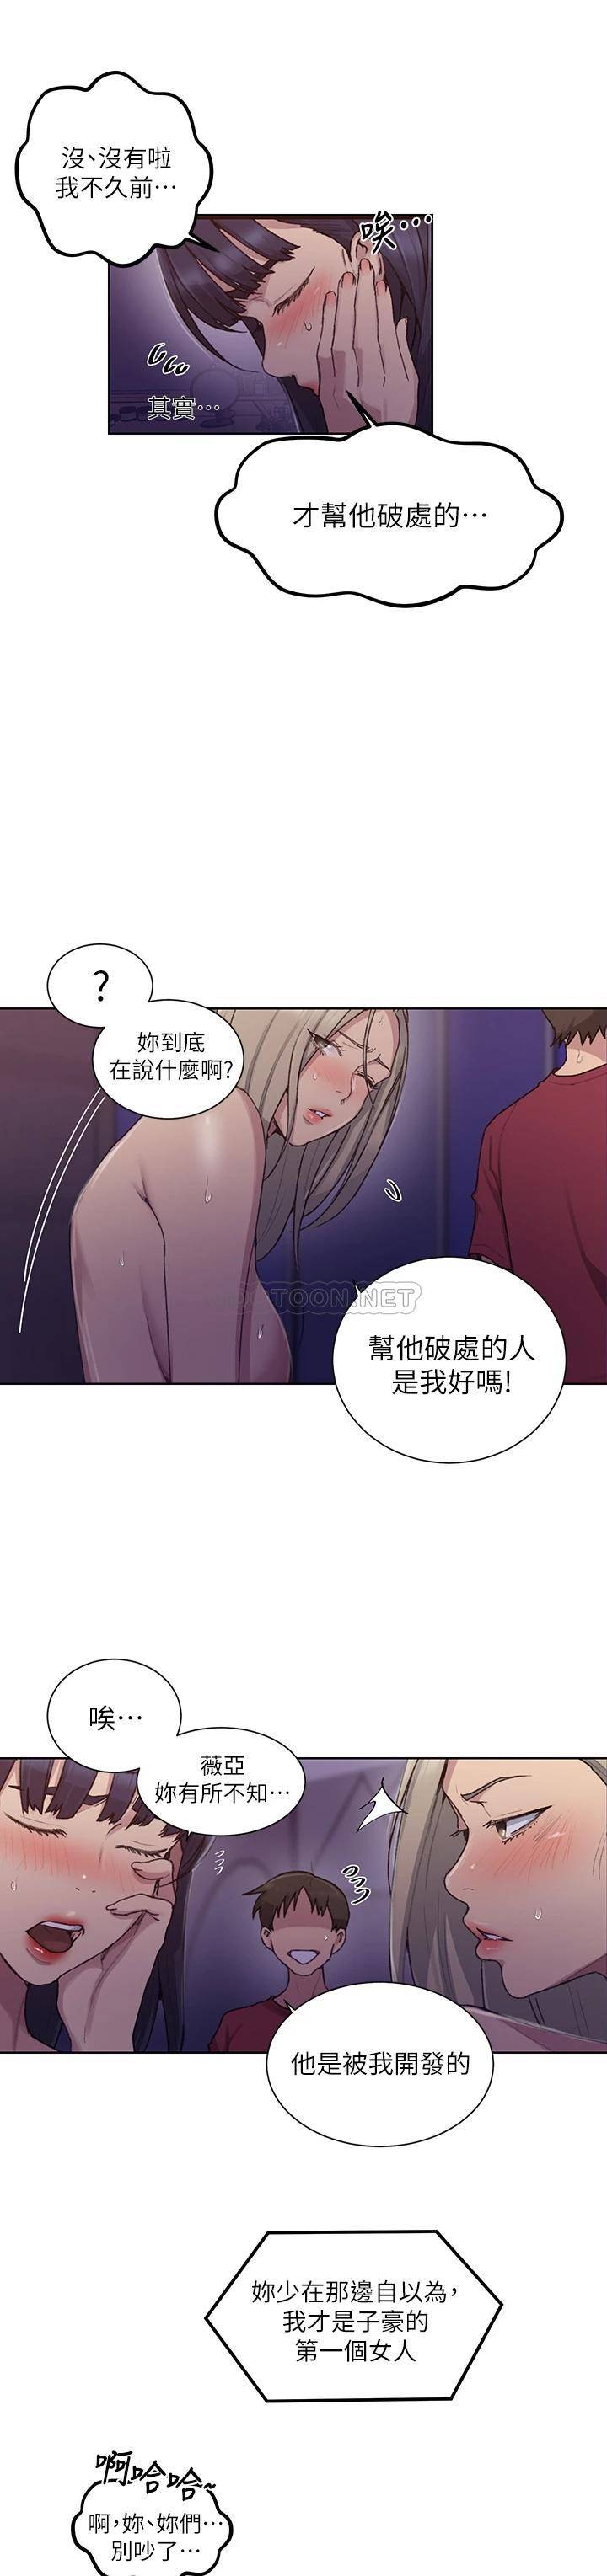 沒、沒有啦
我不久前…
唉…
其實…
才幫他破處的…
?
妳到底
在說什麼啊?
幫他破處的人
是我好嗎!
唉…
薇亞
妳有所不知…
他是被我開發的
妳少在那邊自以為,
我才是子豪的
第一個女人
啊哈哈~
啊,妳、妳們…
別吵了…